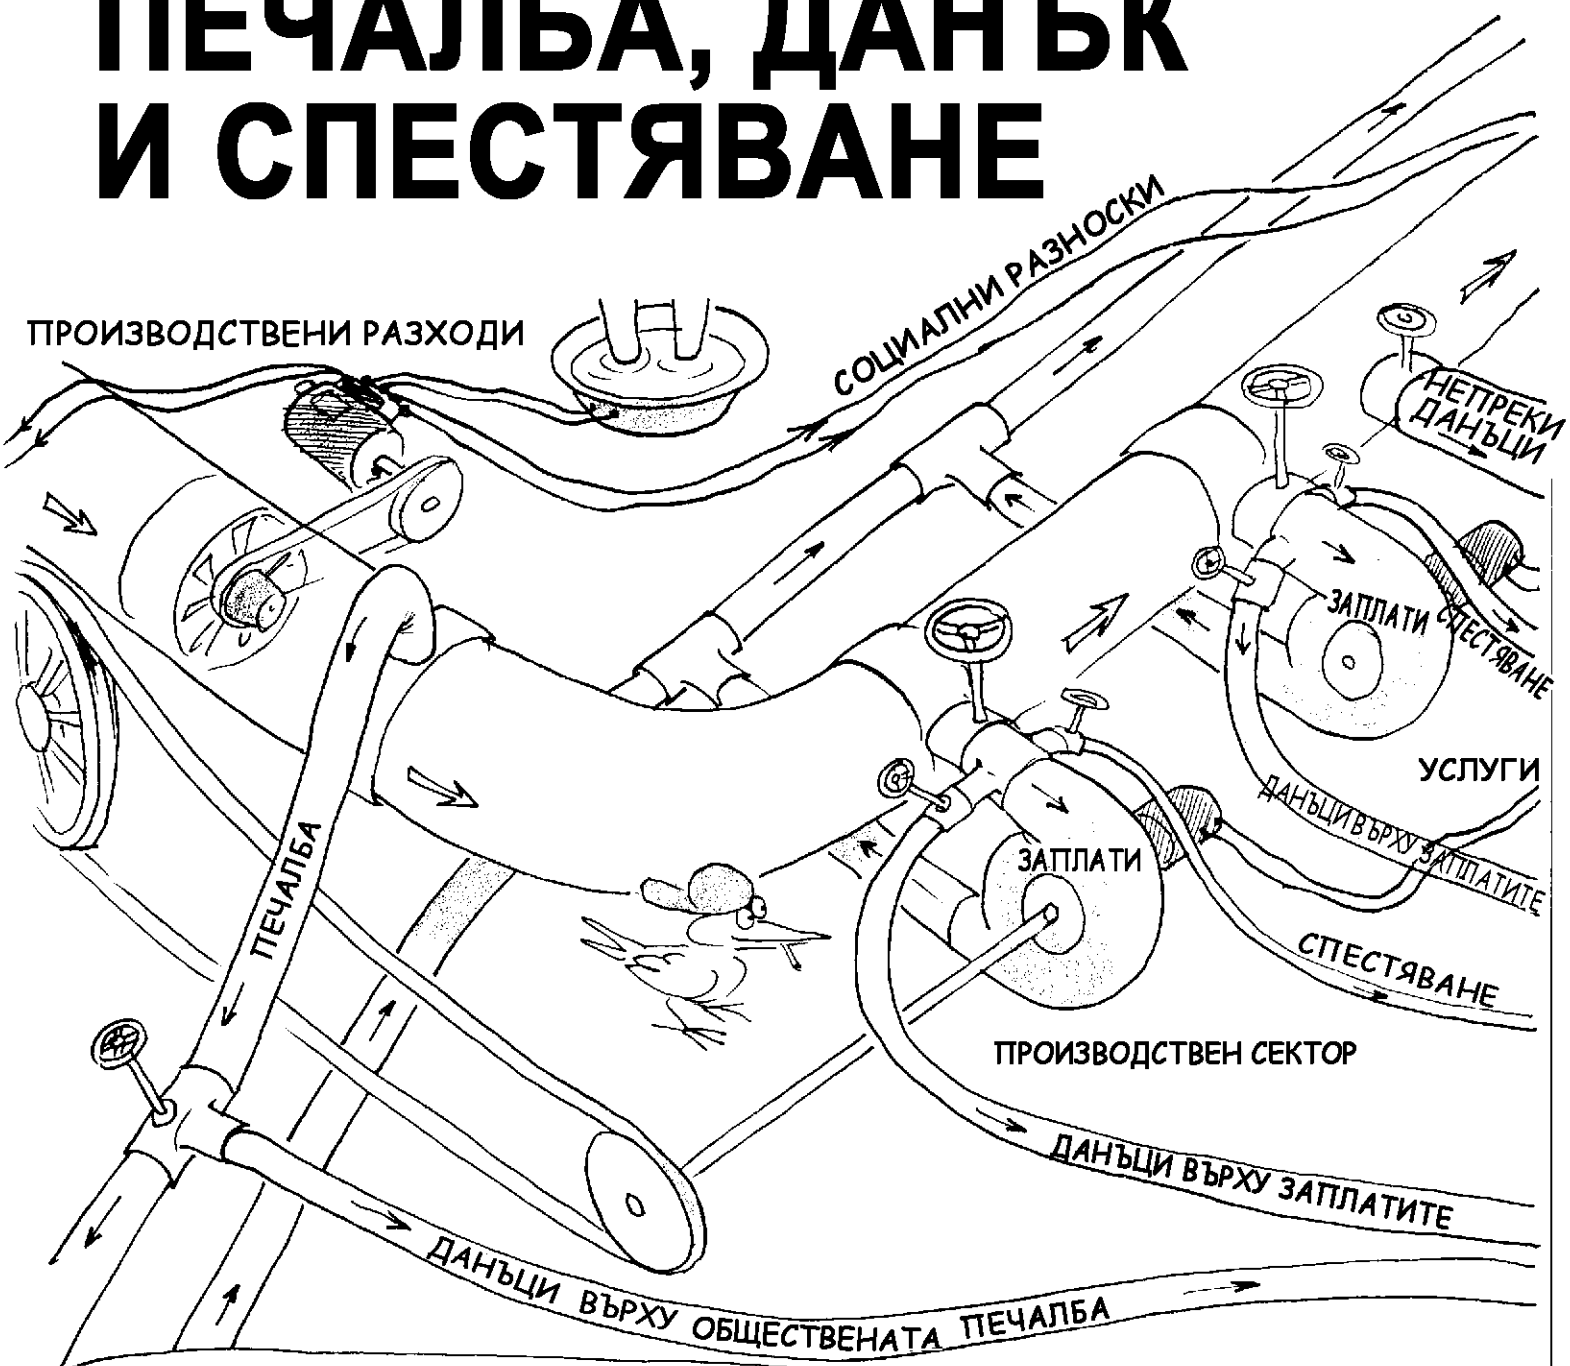 ПЕЧАЛБА, ДАНЪК
И СПЕСТЯВАНЕ
СОЦИАЛНИ РАЗНОСКИ
ПРОИЗВОДСТВЕНИ РАЗХОДИ
НЕПРЕКИ
ДАНЪЦИ
ЗАПЛАТИ
СПЕСТЯВАНЕ
УСЛУГИ
ДАНЪЦИ ВЪРХУ ЗАПЛАТИТЕ
ПЕЧАЛБА
ЗАПЛАТИ
СПЕСТЯВАНЕ
ПРОИЗВОДСТВЕН СЕКТОР
ДАНЪЦИ ВЪРХУ ЗАПЛАТИТЕ
ДАНЪЦИ ВЪРХУ ОБЩЕСТВЕНАТА ПЕЧАЛБА